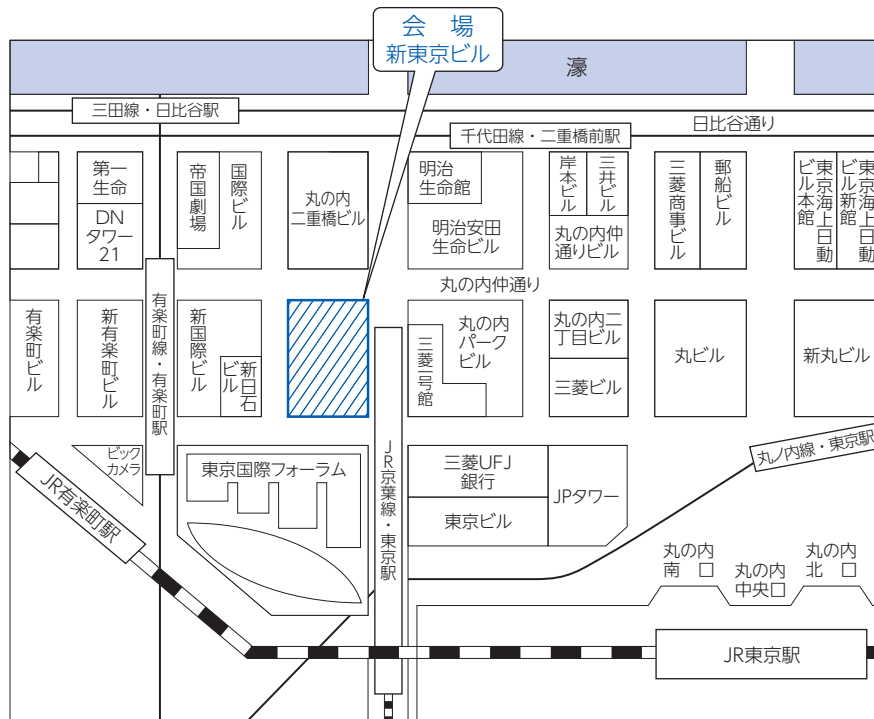 会 場
新東京ビル
濠
三田線・日比谷駅
日比谷通り
千代田線・二重橋前駅
第一
生命
DN
タワー
21
帝国劇場
国際ビル
丸の内
二重橋ビル
明治
生命館
明治安田
生命ビル
岸本ビル
三井ビル
丸の内仲
通りビル
三菱商事ビル
郵船ビル
東京海上日動
ビル本館
東京海上日動
ビル新館
丸の内仲通り
有楽町ビル
新有楽町ビル
有楽町線・有楽町駅
新国際ビル
新日石
ビル
三菱一号館
丸の内
パーク
ビル
丸の内二
丁目ビル
三菱ビル
丸ビル
新丸ビル
ビック
カメラ
JR有楽町駅
東京国際フォーラム
JR京葉線・東京駅
三菱UFJ
銀行
東京ビル
JPタワー
丸ノ内線・東京駅
丸の内
南 口
丸の内
中央口
丸の内
北 口
JR東京駅